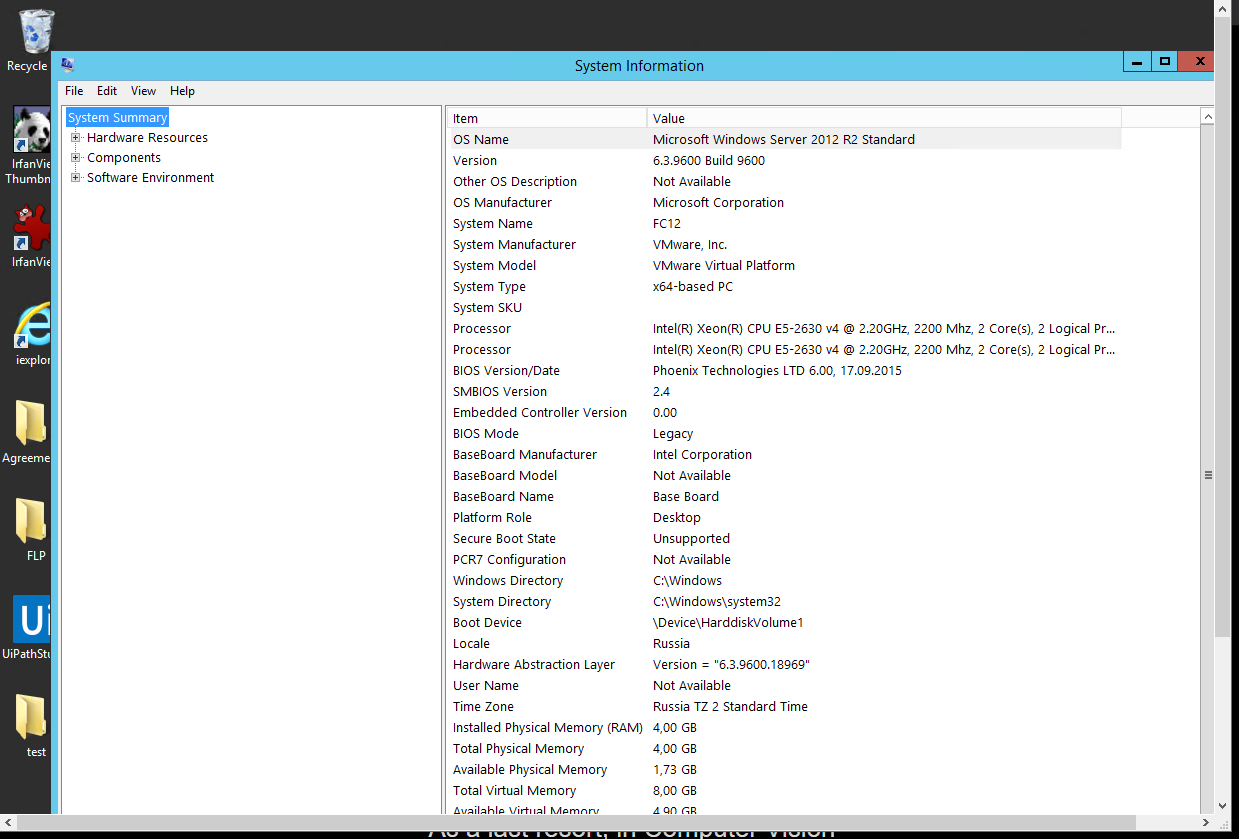 Recycle
IrfanVie
Thumbn
IrfanVie
iexplor
Agreeme
FLP
Ui
UiPathStu
test
System Information
File Edit View Help
System Summary
Hardware Resources
Components
Software Environment
Item Value
OS Name Microsoft Windows Server 2012 R2 Standard
Version 6.3.9600 Build 9600
Other OS Description Not Available
OS Manufacturer Microsoft Corporation
System Name FC12
System Manufacturer VMware, Inc.
System Model VMware Virtual Platform
System Type x64-based PC
System SKU
Processor Intel(R) Xeon(R) CPU E5-2630 v4 @ 2.20GHz, 2200 Mhz, 2 Core(s), 2 Logical Pr...
Processor Intel(R) Xeon(R) CPU E5-2630 v4 @ 2.20GHz, 2200 Mhz, 2 Core(s), 2 Logical Pr...
BIOS Version/Date Phoenix Technologies LTD 6.00, 17.09.2015
SMBIOS Version 2.4
Embedded Controller Version 0.00
BIOS Mode Legacy
BaseBoard Manufacturer Intel Corporation
BaseBoard Model Not Available
BaseBoard Name Base Board
Platform Role Desktop
Secure Boot State Unsupported
PCR7 Configuration Not Available
Windows Directory C:\Windows
System Directory C:\Windows\system32
Boot Device \Device\HarddiskVolume1
Locale Russia
Hardware Abstraction Layer Version = "6.3.9600.18969"
User Name Not Available
Time Zone Russia TZ 2 Standard Time
Installed Physical Memory (RAM) 4,00 GB
Total Physical Memory 4,00 GB
Available Physical Memory 1,73 GB
Total Virtual Memory 8,00 GB
Available Virtual Memory 4,90 GB
As a last resort, in Computer Vision